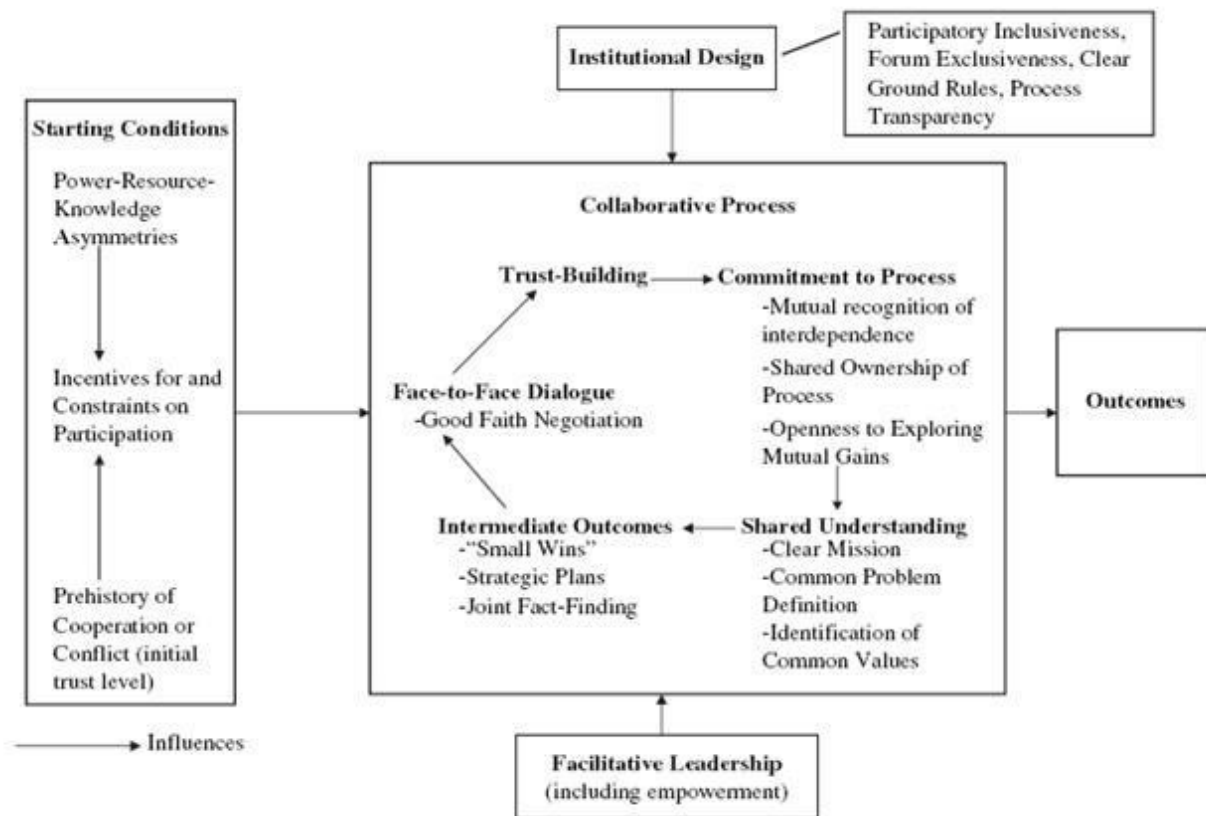 Institutional Design
Participatory Inclusiveness,
Forum Exclusiveness, Clear
Ground Rules, Process
Transparency
Starting Conditions
Power-Resource-
Knowledge
Asymmetries
Incentives for and
Constraints on
Participation
Prehistory of
Cooperation or
Conflict (initial
trust level)
Influences
Collaborative Process
Trust-Building
Commitment to Process
-Mutual recognition of
interdependence
-Shared Ownership of
Process
-Openness to Exploring
Mutual Gains
Face-to-Face Dialogue
-Good Faith Negotiation
Intermediate Outcomes
-“Small Wins”
-Strategic Plans
-Joint Fact-Finding
Shared Understanding
-Clear Mission
-Common Problem
Definition
-Identification of
Common Values
Outcomes
Facilitative Leadership
(including empowerment)